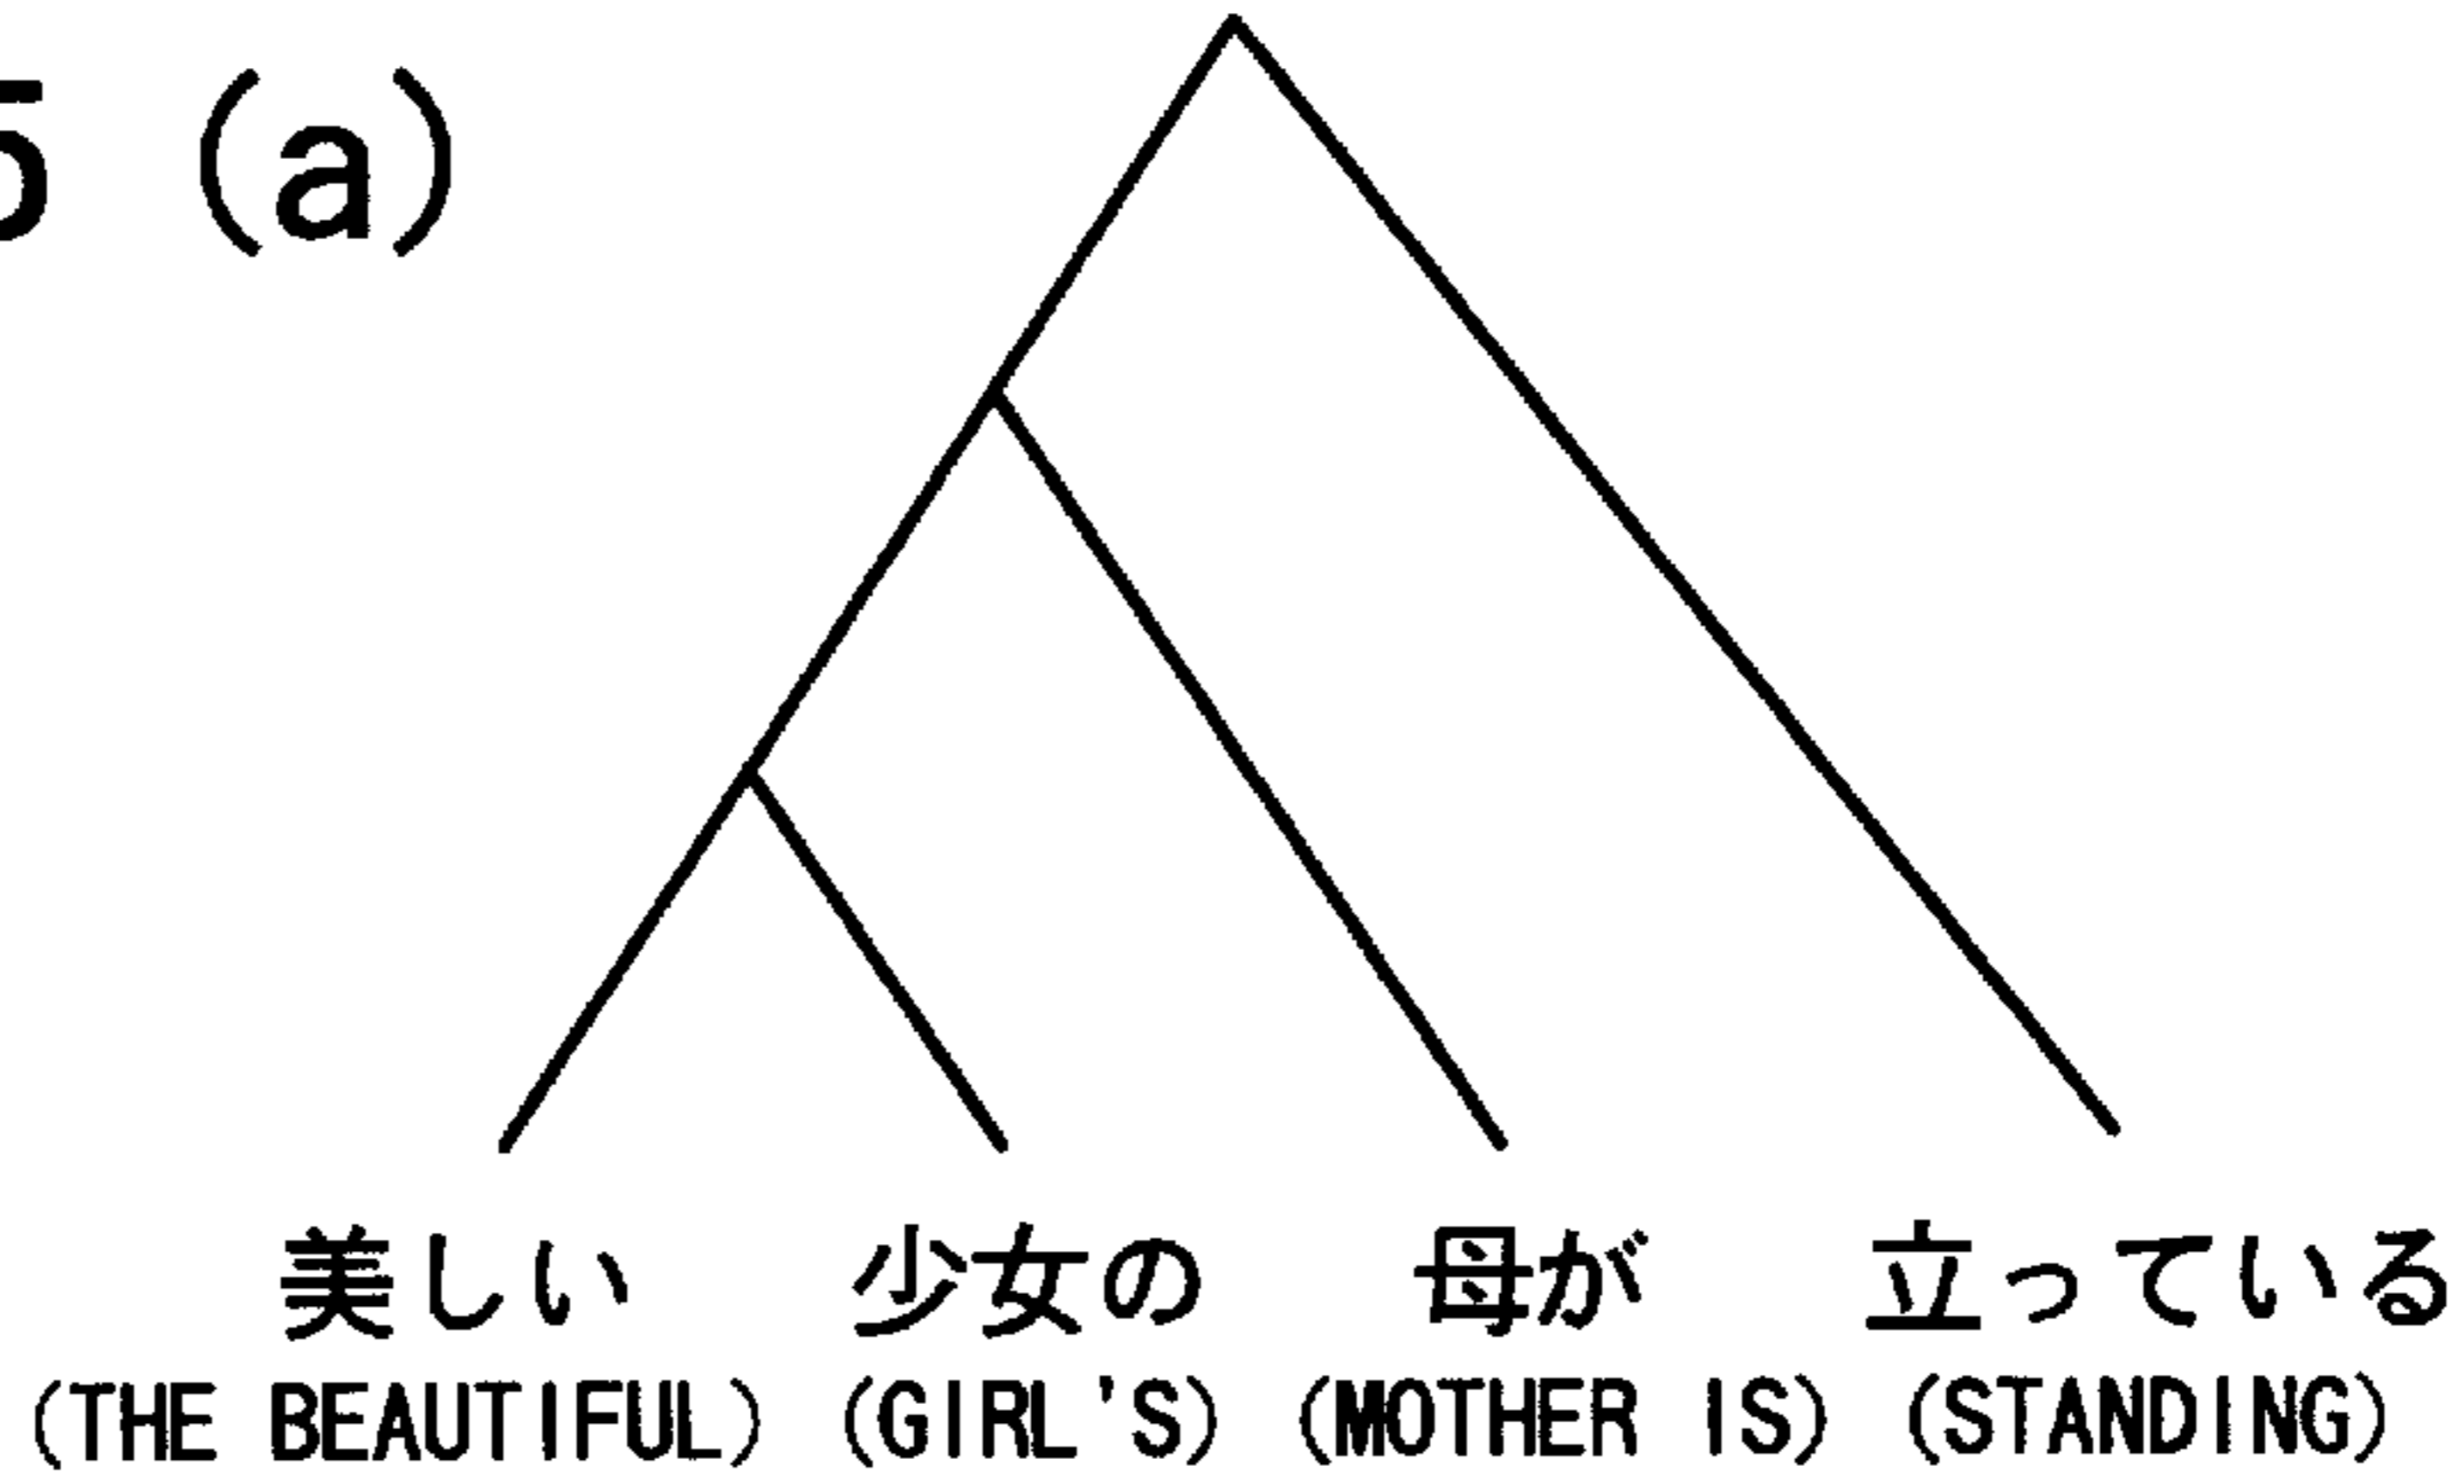 5 (a)
美しい 少女の 母が 立っている
(THE BEAUTIFUL) (GIRL'S) (MOTHER IS) (STANDING)